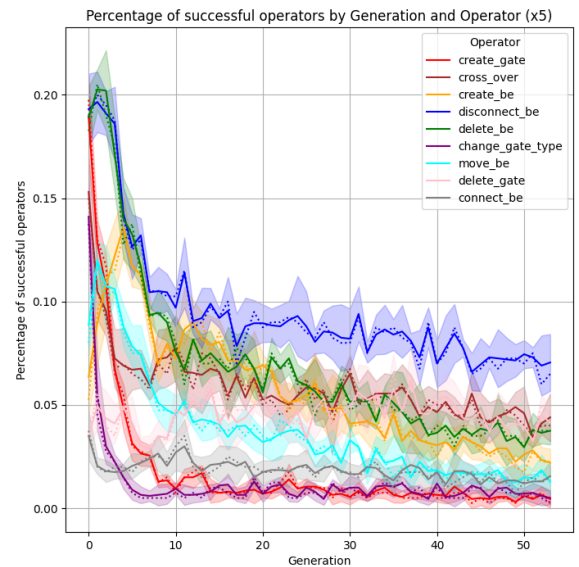 Percentage of successful operators by Generation and Operator (x5)
Percentage of successful operators
0.20
0.15
0.10
0.05
0.00
Operator
create_gate
cross_over
create_be
disconnect_be
delete_be
change_gate_type
move_be
delete_gate
connect_be
0 10 20 30 40 50
Generation